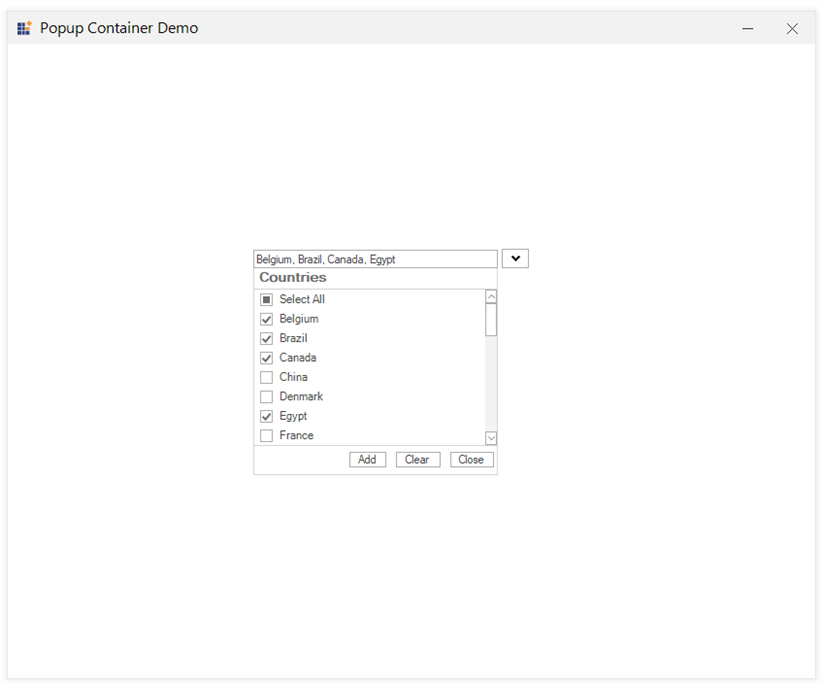 Popup Container Demo
Belgium, Brazil, Canada, Egypt
Countries
Select All
Belgium
Brazil
Canada
China
Denmark
Egypt
France
Add Clear Close